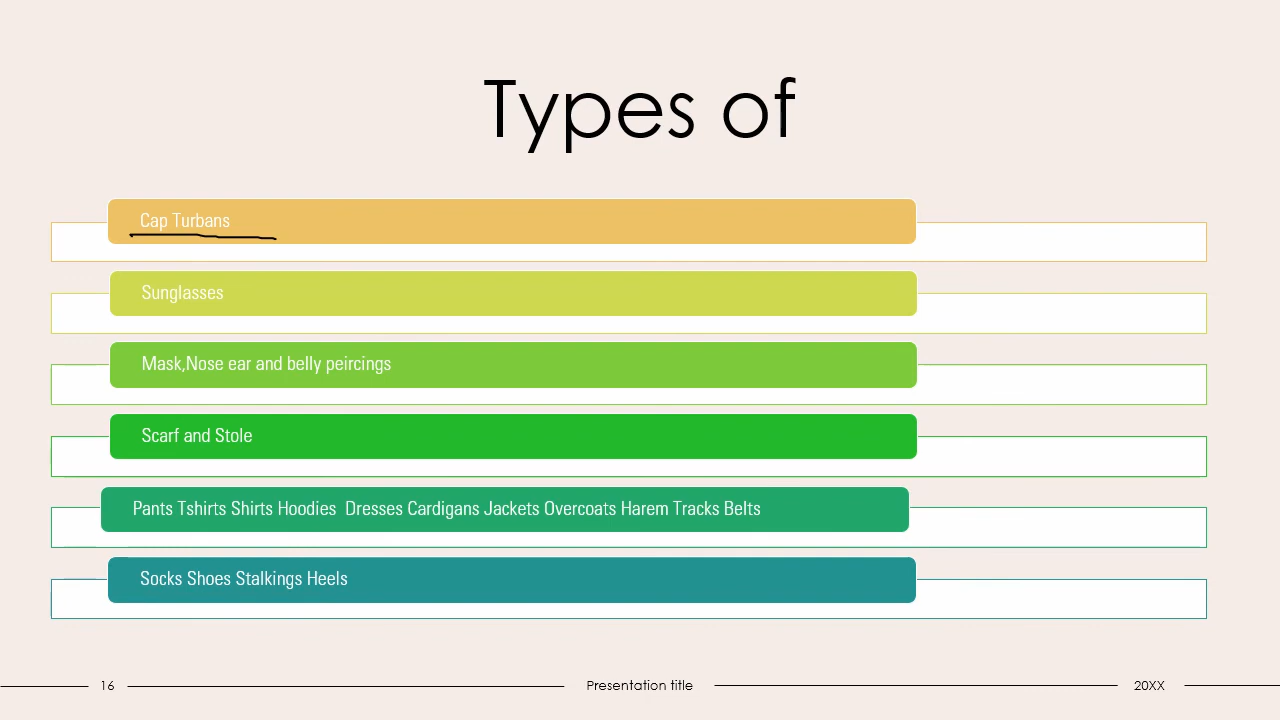 Types of
Cap Turbans
Sunglasses
Mask,Nose ear and belly peircings
Scarf and Stole
Pants Tshirts Shirts Hoodies  Dresses Cardigans Jackets Overcoats Harem Tracks Belts
Socks Shoes Stalkings Heels
16
Presentation title
20XX